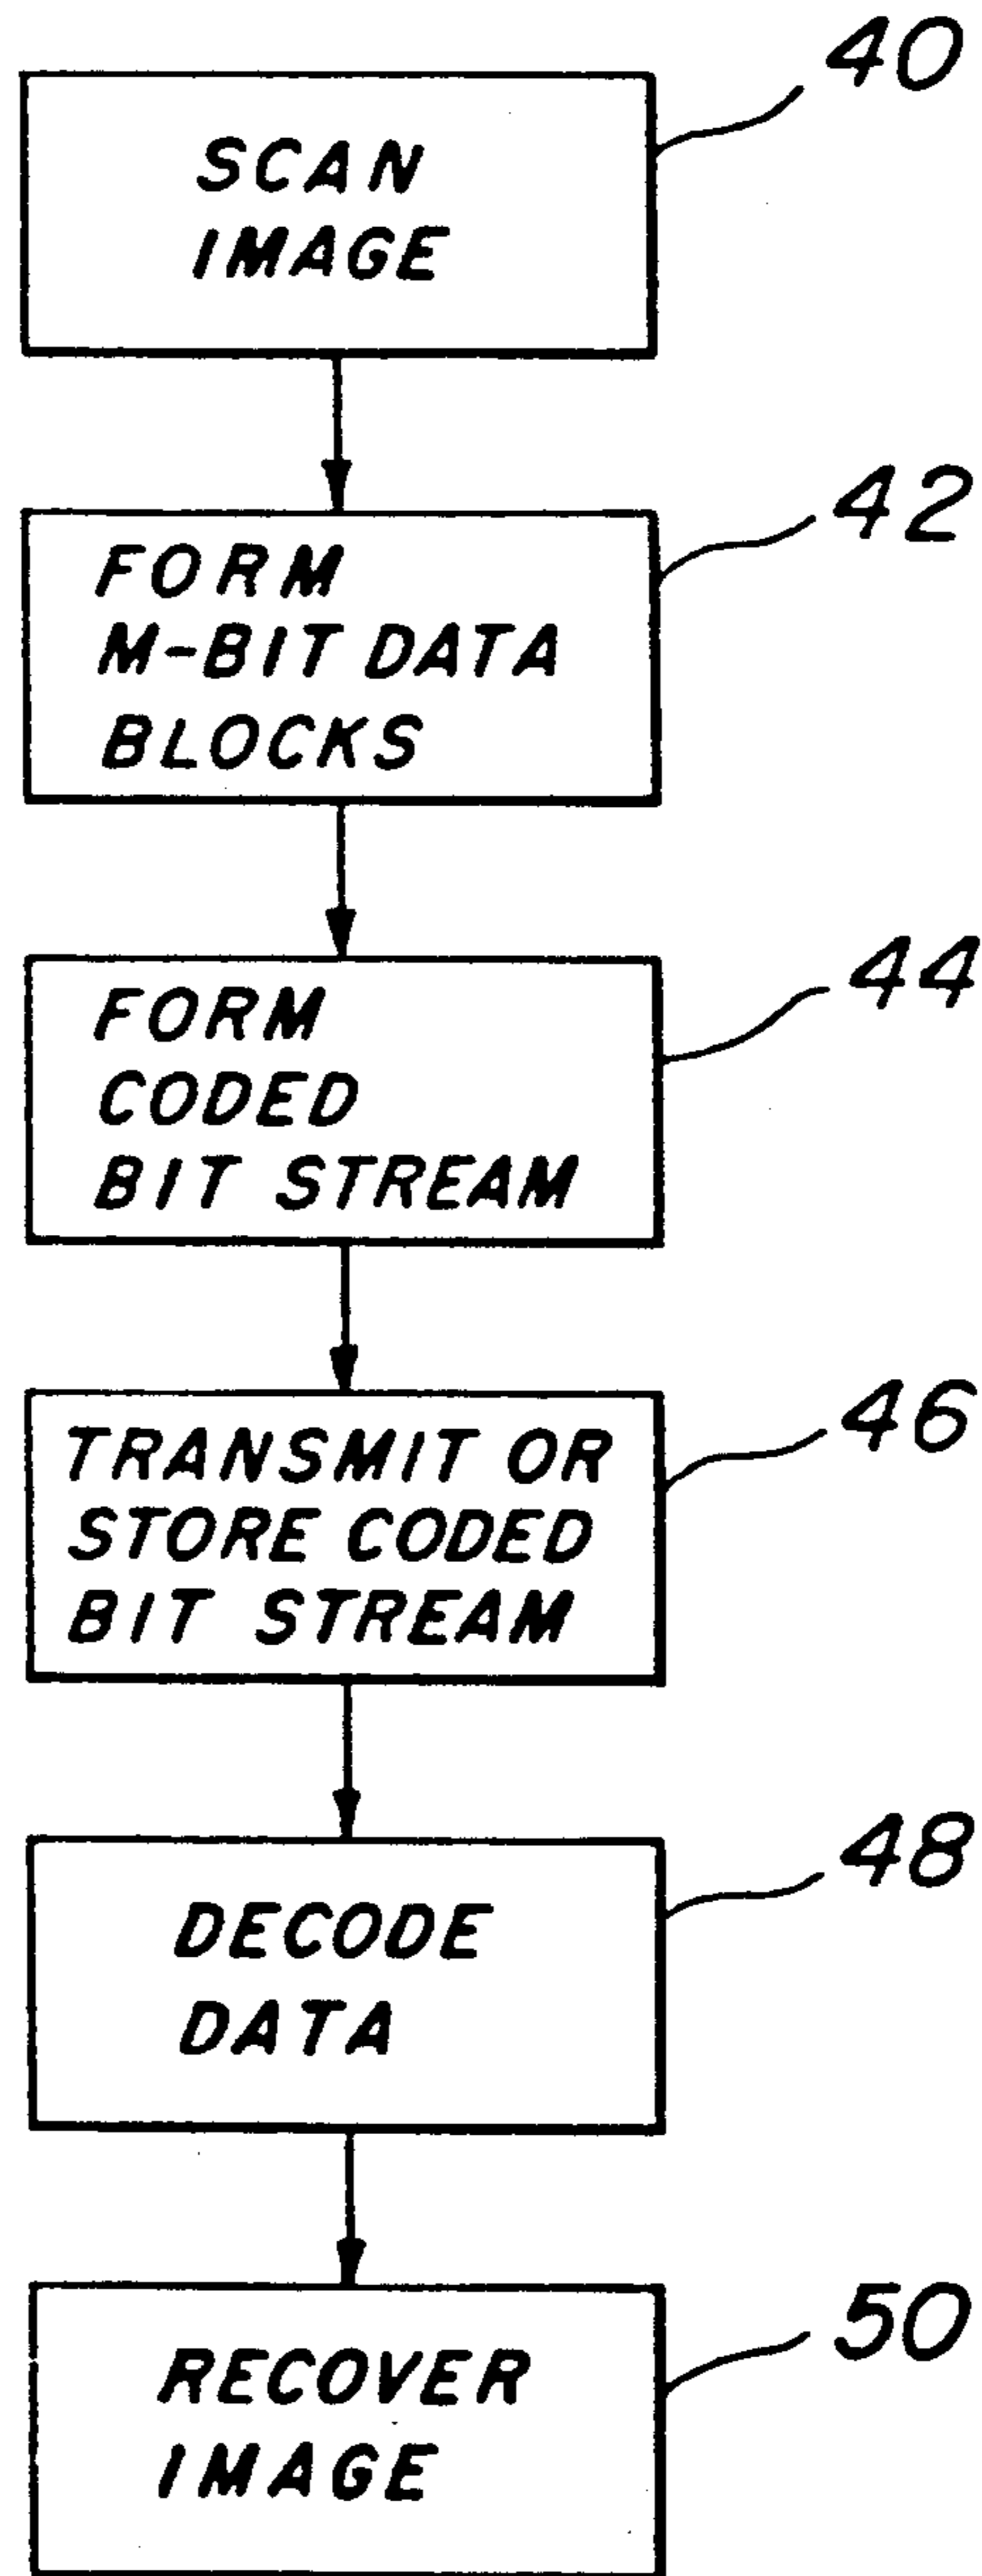 40
SCAN
IMAGE
42
FORM
M-BIT DATA
BLOCKS
44
FORM
CODED
BIT STREAM
46
TRANSMIT OR
STORE CODED
BIT STREAM
48
DECODE
DATA
50
RECOVER
IMAGE